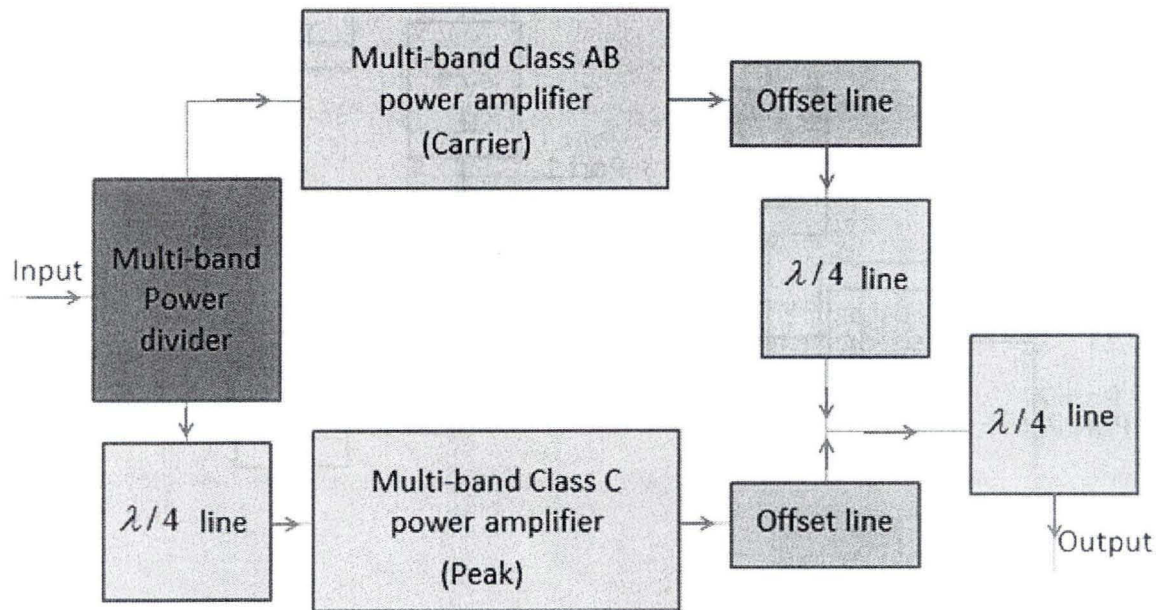 Multi-band Class AB
power amplifier
(Carrier)
Offset line
Multi-band
Power
divider
Input
λ/4 line
λ/4 line
λ/4 line
Multi-band Class C
power amplifier
(Peak)
Offset line
Output